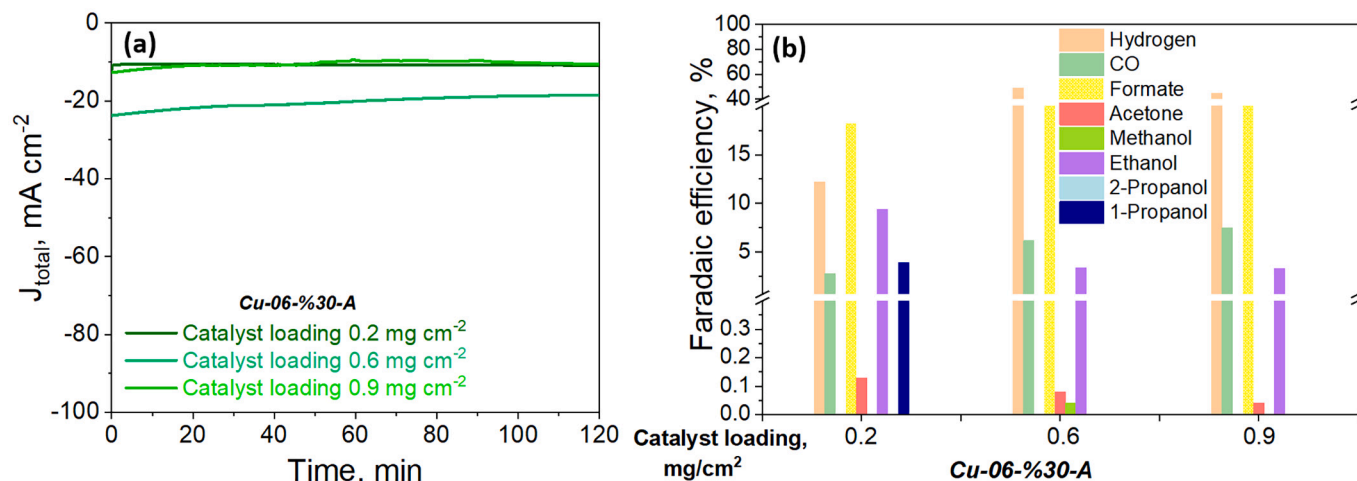 (a)
0
-20
-40
-60
-80
-100
J_total, mA cm⁻²
Cu-06-%30-A
Catalyst loading 0.2 mg cm⁻²
Catalyst loading 0.6 mg cm⁻²
Catalyst loading 0.9 mg cm⁻²
0 20 40 60 80 100 120
Time, min
(b)
100
80
60
40
15
10
5
0.3
0.2
0.1
0.0
Faradaic efficiency, %
Hydrogen
CO
Formate
Acetone
Methanol
Ethanol
2-Propanol
1-Propanol
0.2 0.6 0.9
Catalyst loading,
mg/cm²
Cu-06-%30-A